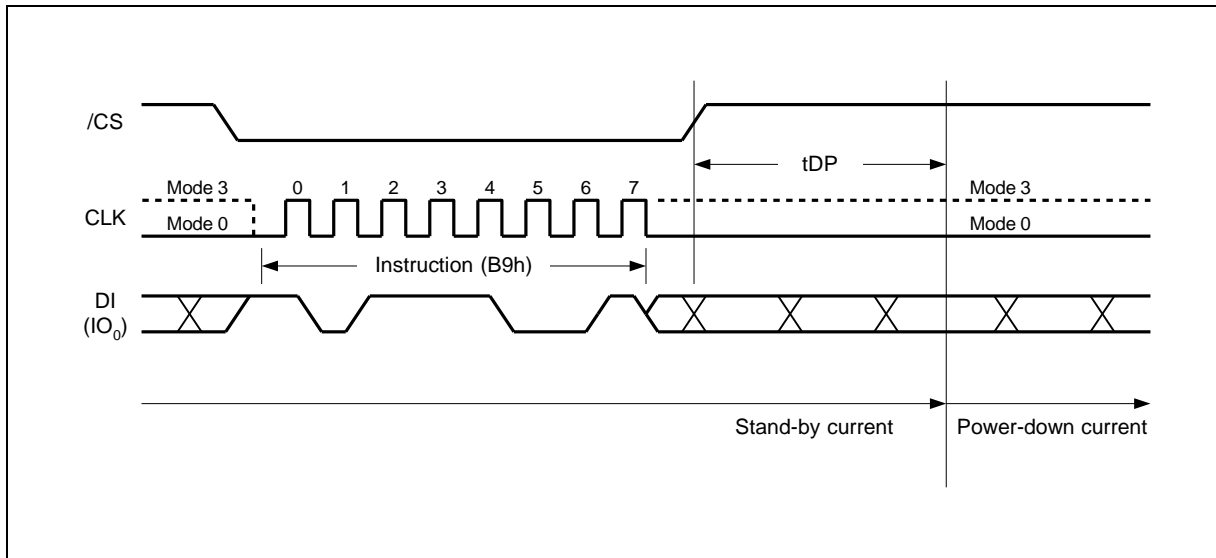 /CS
tDP
Mode 3 0 1 2 3 4 5 6 7 Mode 3
CLK
Mode 0 Mode 0
Instruction (B9h)
DI
(IO0)
Stand-by current Power-down current